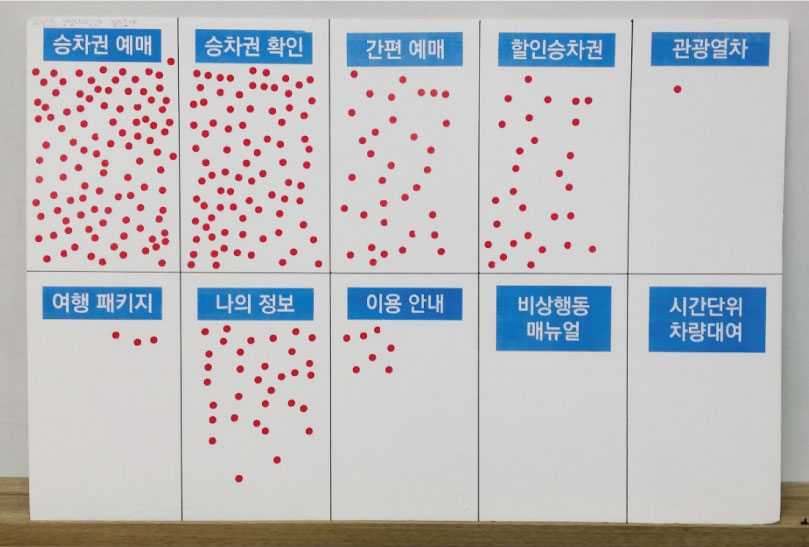 승차권 예매
승차권 확인
간편 예매
할인승차권
관광열차
여행 패키지
나의 정보
이용 안내
비상행동
매뉴얼
시간단위
차량대여